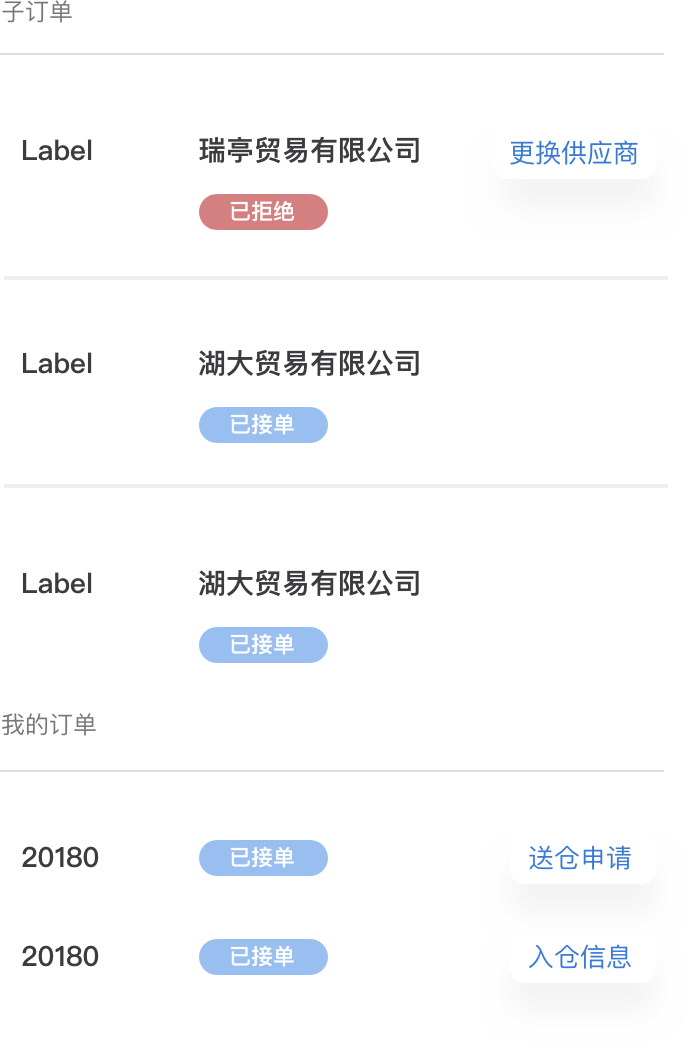 子订单
Label 瑞亭贸易有限公司 更换供应商
已拒绝
Label 湖大贸易有限公司
已接单
Label 湖大贸易有限公司
已接单
我的订单
20180 已接单 送仓申请
20180 已接单 入仓信息